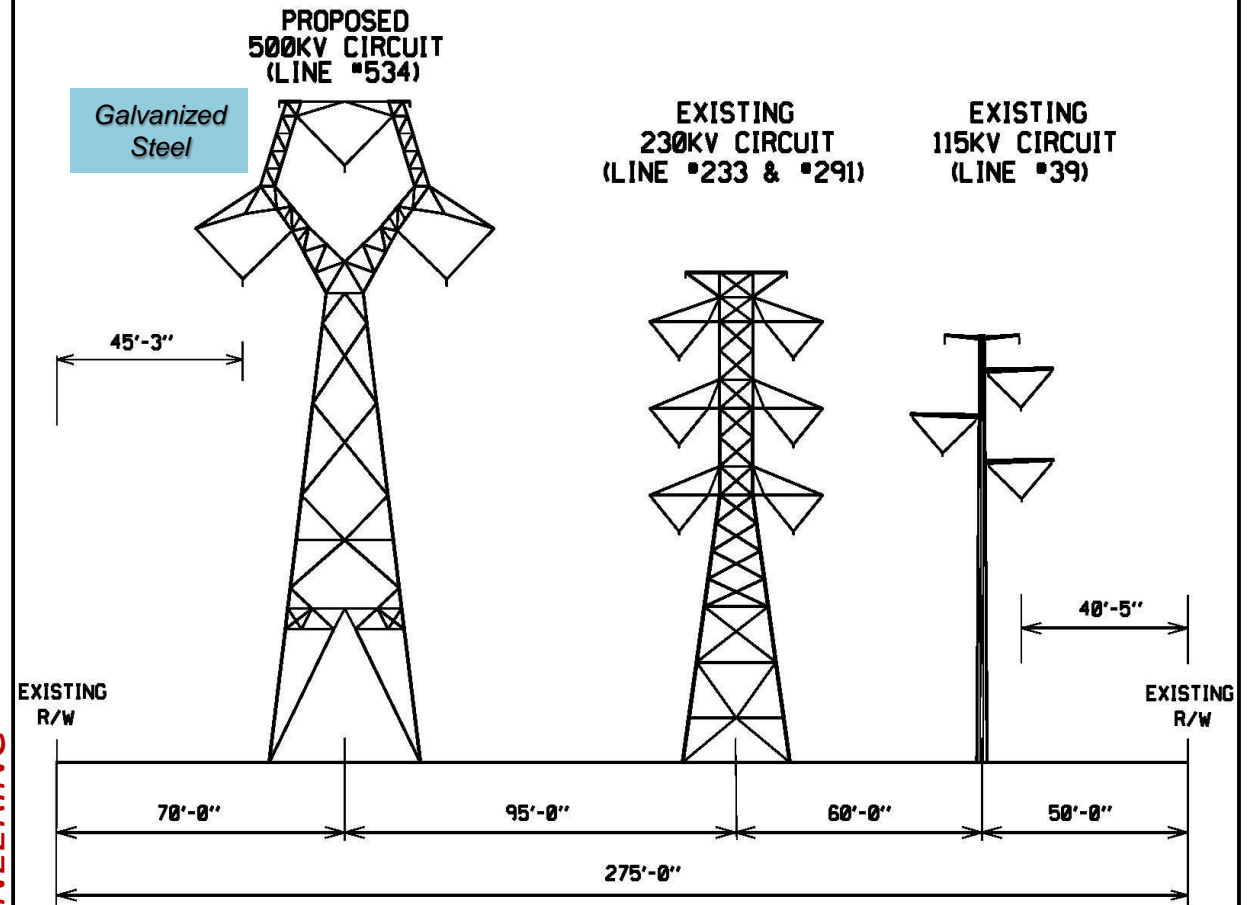 PROPOSED
500KV CIRCUIT
(LINE #534)
Galvanized
Steel
EXISTING
230KV CIRCUIT
(LINE #233 & #291)
EXISTING
115KV CIRCUIT
(LINE #39)
45'-3"
40'-5"
EXISTING
R/W
EXISTING
R/W
70'-0"
95'-0"
60'-0"
50'-0"
275'-0"